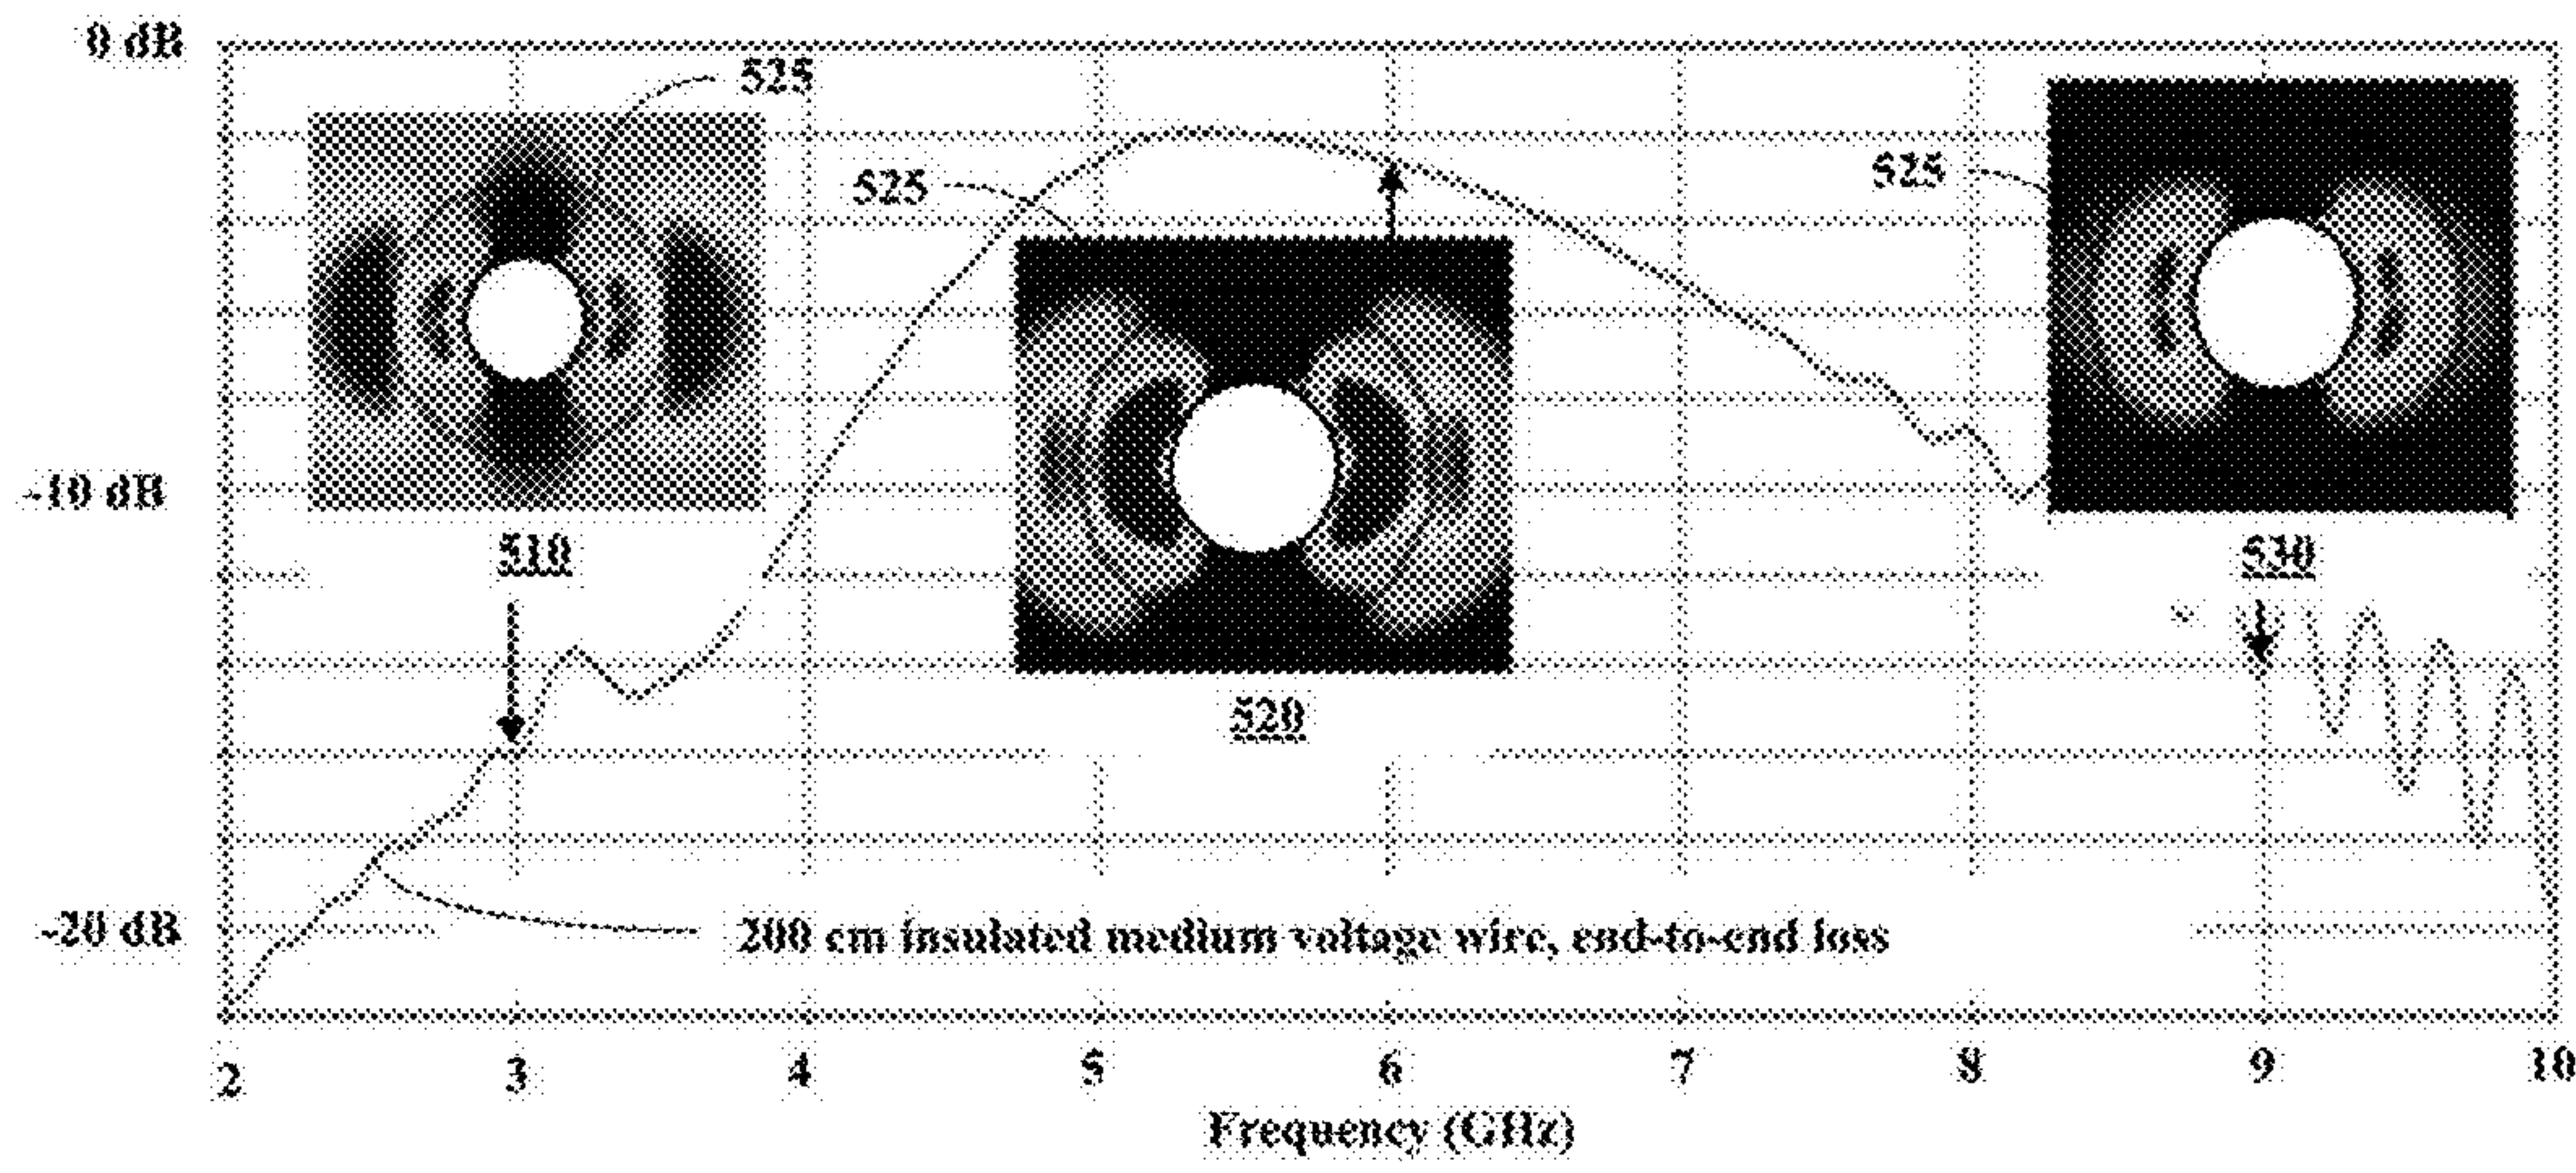 0 dB
525
525
525
-10 dB
510
530
520
-20 dB
200 cm insulated medium voltage wire, end-to-end loss
2 3 4 5 6 7 8 9 10
Frequency (GHz)